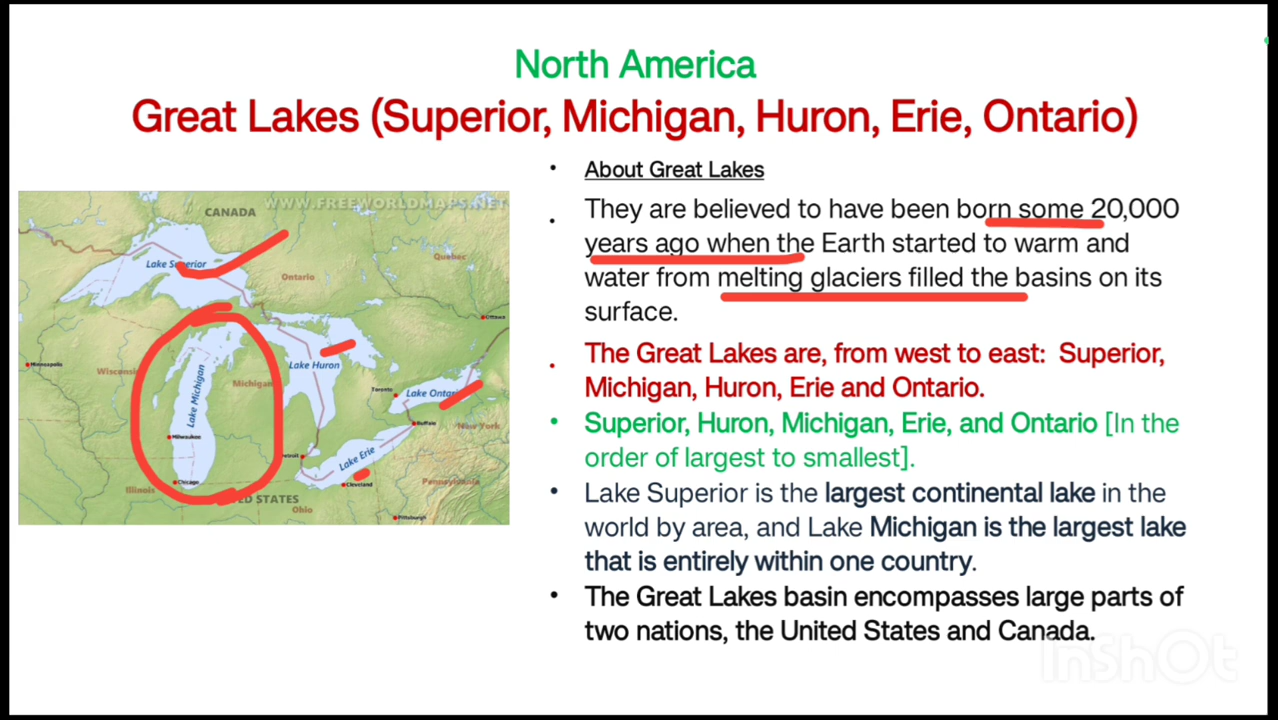 North America
Great Lakes (Superior, Michigan, Huron, Erie, Ontario)
• About Great Lakes
• They are believed to have been born some 20,000
years ago when the Earth started to warm and
water from melting glaciers filled the basins on its
surface.
• The Great Lakes are, from west to east: Superior,
Michigan, Huron, Erie and Ontario.
• Superior, Huron, Michigan, Erie, and Ontario [In the
order of largest to smallest].
• Lake Superior is the largest continental lake in the
world by area, and Lake Michigan is the largest lake
that is entirely within one country.
• The Great Lakes basin encompasses large parts of
two nations, the United States and Canada.
WWW.FREEWORLDMAPS.NET
CANADA
Lake Superior
Ontario
Quebec
Ottawa
Minneapolis
Wisconsin
Michigan
Lake Huron
Lake Michigan
Toronto
Lake Ontario
Buffalo
New York
Milwaukee
Detroit
Lake Erie
Chicago
Cleveland
Illinois
UNITED STATES
Pennsylvania
Ohio
Pittsburgh
InShOt